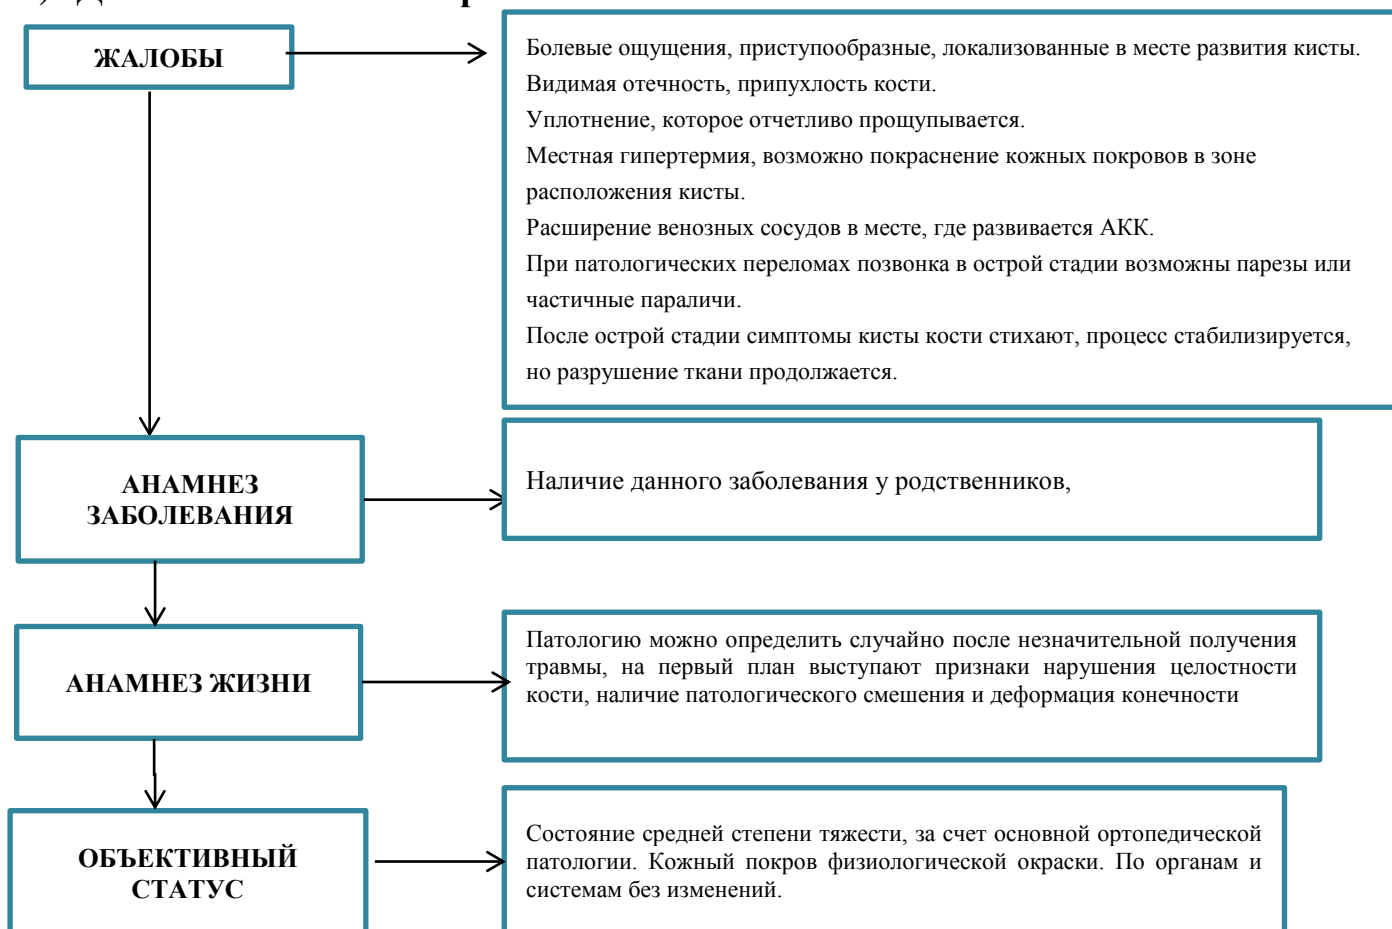 ЖАЛОБЫ
Болевые ощущения, приступообразные, локализованные в месте развития кисты.
Видимая отечность, припухлость кости.
Уплотнение, которое отчетливо прощупывается.
Местная гипертермия, возможно покраснение кожных покровов в зоне
расположения кисты.
Расширение венозных сосудов в месте, где развивается АКК.
При патологических переломах позвонка в острой стадии возможны парезы или
частичные параличи.
После острой стадии симптомы кисты кости стихают, процесс стабилизируется,
но разрушение ткани продолжается.
АНАМНЕЗ
ЗАБОЛЕВАНИЯ
Наличие данного заболевания у родственников,
АНАМНЕЗ ЖИЗНИ
Патологию можно определить случайно после незначительной получения
травмы, на первый план выступают признаки нарушения целостности
кости, наличие патологического смешения и деформация конечности
ОБЪЕКТИВНЫЙ
СТАТУС
Состояние средней степени тяжести, за счет основной ортопедической
патологии. Кожный покров физиологической окраски. По органам и
системам без изменений.